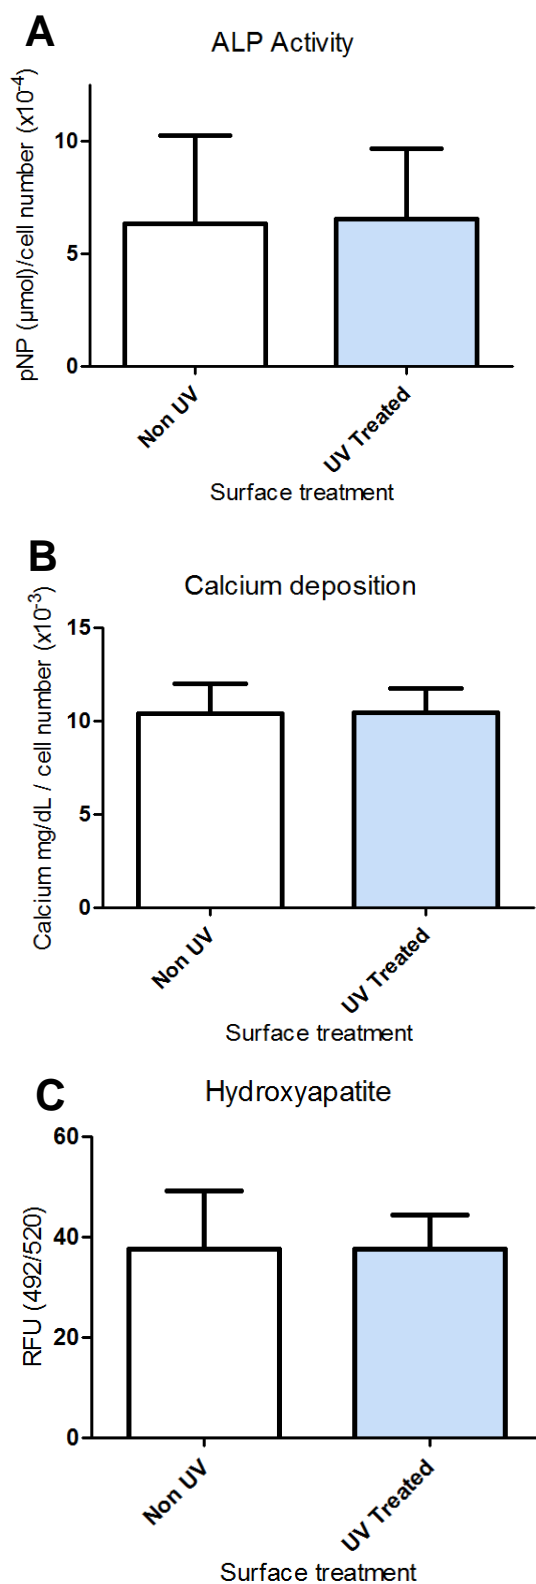 A
ALP Activity
pNP (µmol)/cell number (x10⁻⁴)
10
5
0
Non UV
UV Treated
Surface treatment
B
Calcium deposition
Calcium mg/dL / cell number (x10⁻³)
15
10
5
0
Non UV
UV Treated
Surface treatment
C
Hydroxyapatite
RFU (492/520)
60
40
20
0
Non UV
UV Treated
Surface treatment